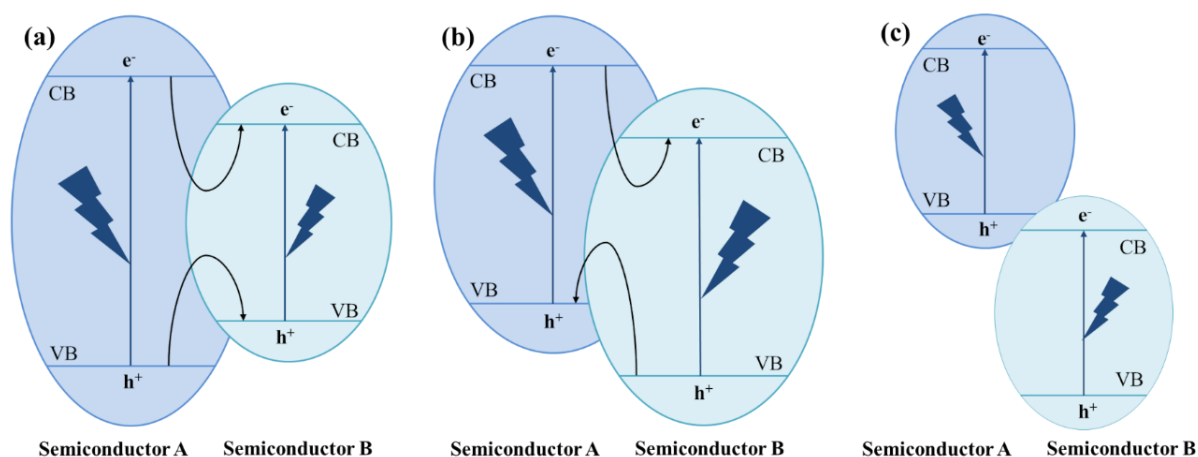 (a)
e⁻
CB
e⁻
CB
VB
h⁺
VB
h⁺
Semiconductor A
Semiconductor B
(b)
e⁻
CB
e⁻
CB
VB
h⁺
VB
h⁺
Semiconductor A
Semiconductor B
(c)
e⁻
CB
VB
h⁺
e⁻
CB
VB
h⁺
Semiconductor A
Semiconductor B